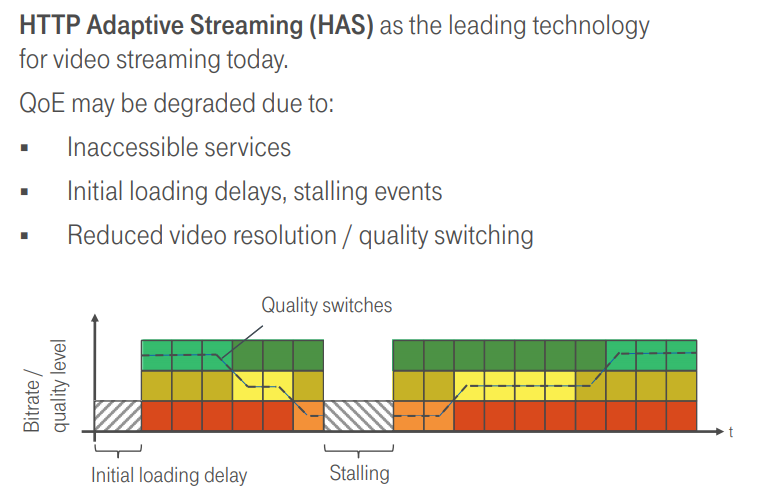 HTTP Adaptive Streaming (HAS) as the leading technology
for video streaming today.
QoE may be degraded due to:
▪ Inaccessible services
▪ Initial loading delays, stalling events
▪ Reduced video resolution / quality switching
Quality switches
Bitrate /
quality level
t
Initial loading delay
Stalling